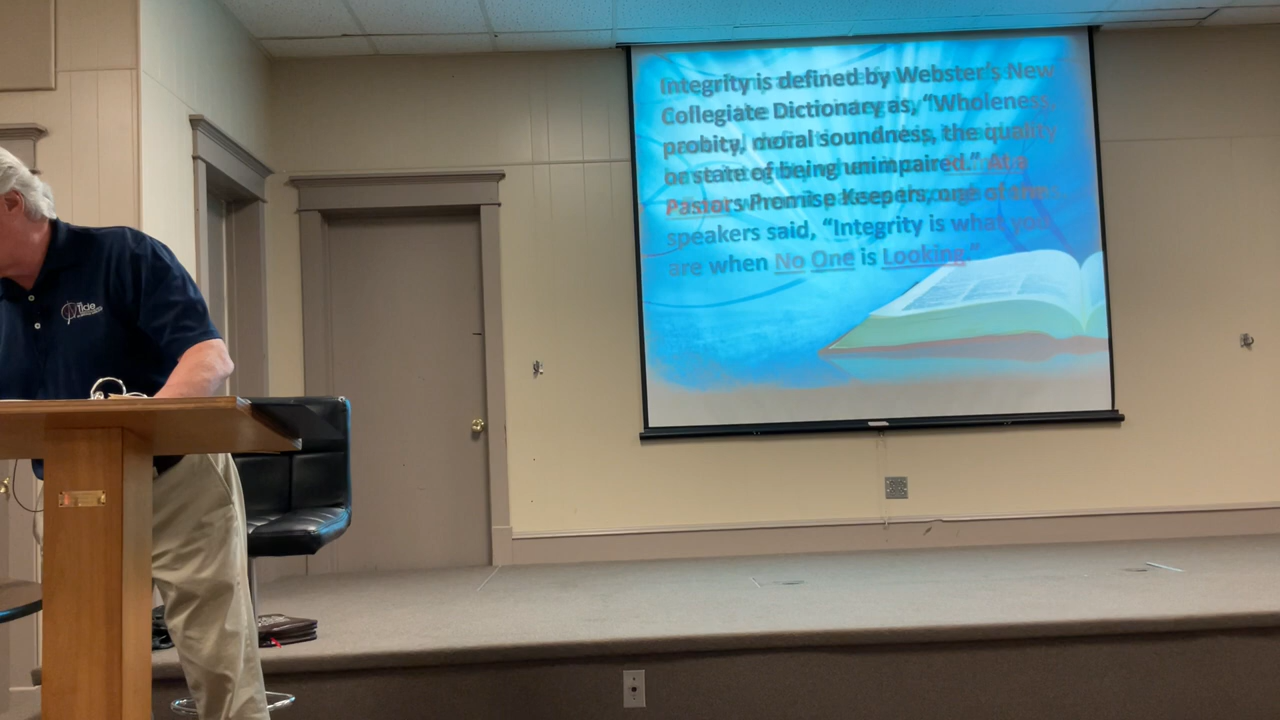 Integrity is defined by Webster's New
Collegiate Dictionary as, “Wholeness,
probity, moral soundness, the quality
or state of being unimpaired.” At a
Pastors Promise Keepers, one of the
speakers said, “Integrity is what you
are when No One is Looking.”
Tide